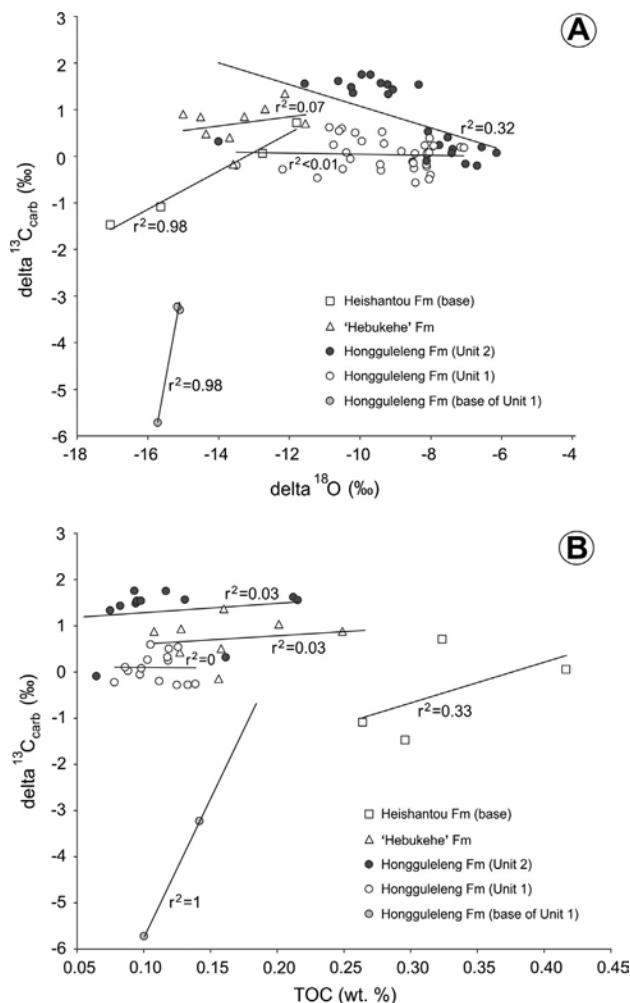 A
3
2
1
0
-1
-2
-3
-4
-5
-6
delta ¹³C carb (‰)
r²=0.07
r²=0.32
r²<0.01
r²=0.98
r²=0.98
Heishantou Fm (base)
'Hebukehe' Fm
Hongguleleng Fm (Unit 2)
Hongguleleng Fm (Unit 1)
Hongguleleng Fm (base of Unit 1)
-18 -16 -14 -12 -10 -8 -6 -4
delta ¹⁸O (‰)
B
3
2
1
0
-1
-2
-3
-4
-5
-6
delta ¹³C carb (‰)
r²=0.03
r²=0.03
r²=0
r²=0.33
r²=1
Heishantou Fm (base)
'Hebukehe' Fm
Hongguleleng Fm (Unit 2)
Hongguleleng Fm (Unit 1)
Hongguleleng Fm (base of Unit 1)
0.05 0.10 0.15 0.20 0.25 0.30 0.35 0.40 0.45
TOC (wt. %)